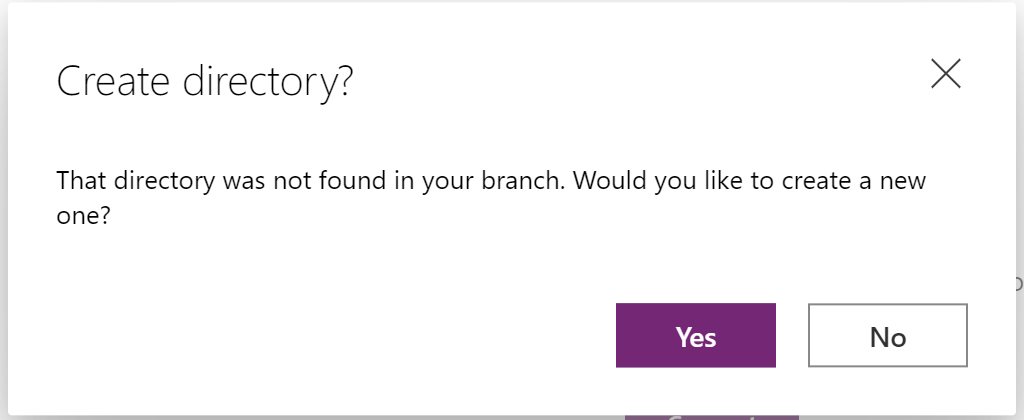 Create directory?
That directory was not found in your branch. Would you like to create a new
one?
Yes
No